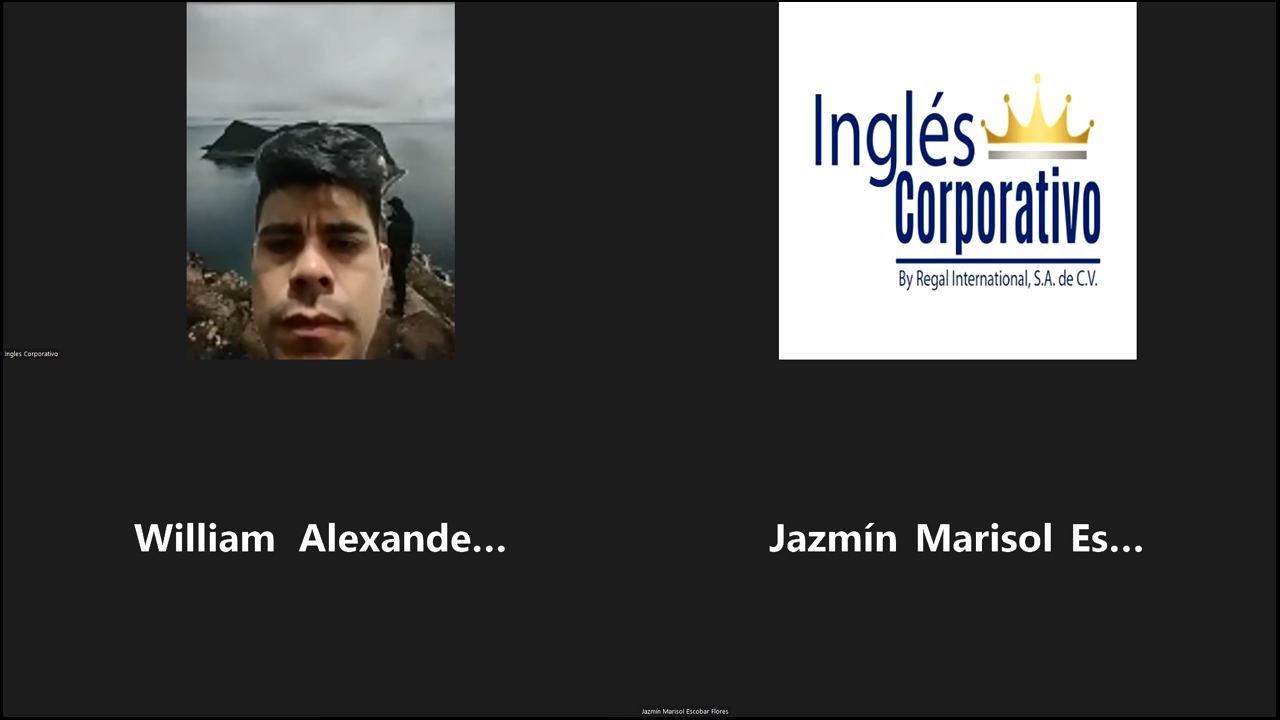 Inglés
Corporativo
By Regal International, S.A. de C.V.
Ingles Corporativo
William Alexande...
Jazmín Marisol Es...
Jazmín Marisol Escobar Flores